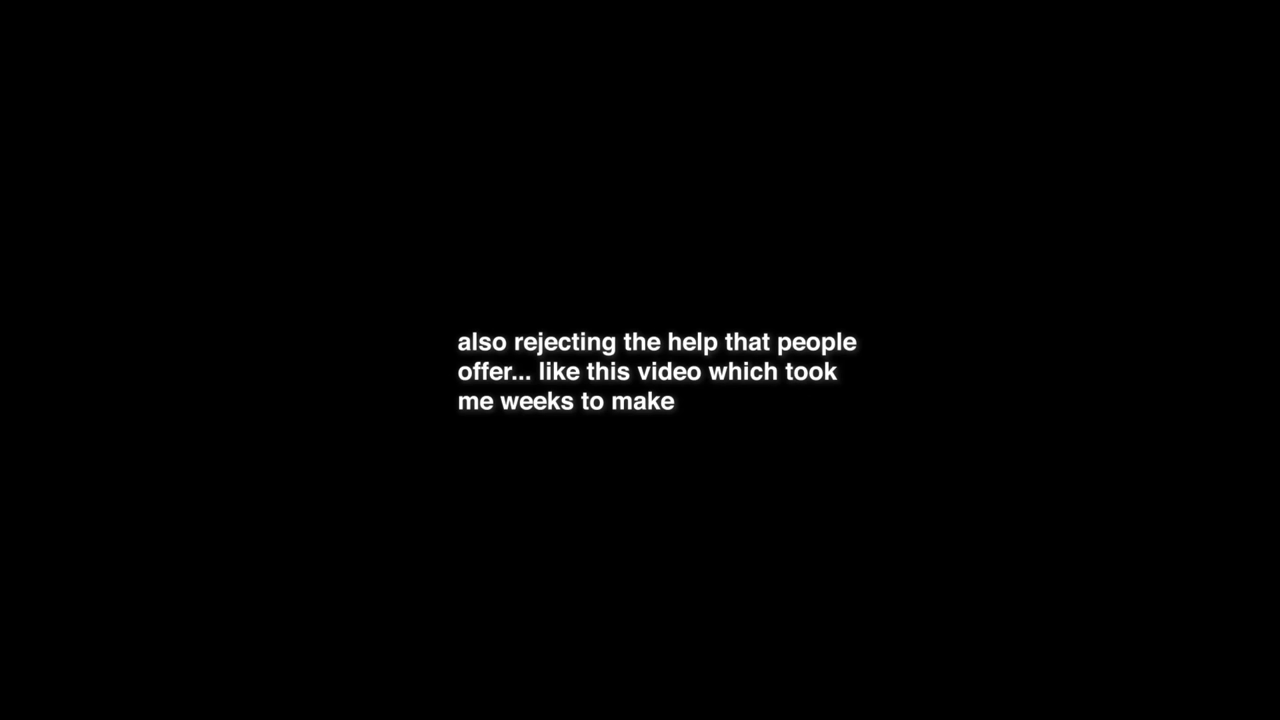 also rejecting the help that people
offer... like this video which took
me weeks to make